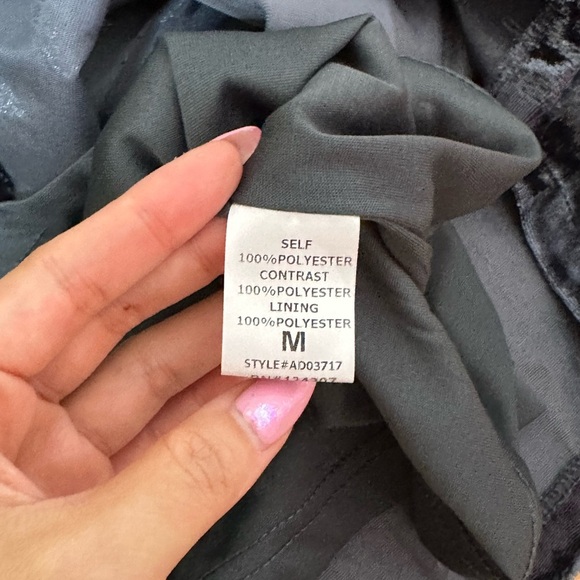 SELF
100%POLYESTER
CONTRAST
100%POLYESTER
LINING
100%POLYESTER
M
STYLE#AD03717